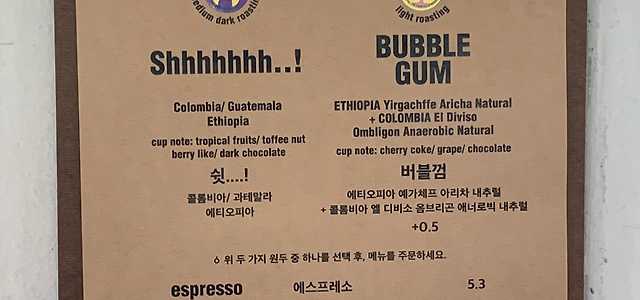 medium dark roasting
light roasting
Shhhhhhh..!
BUBBLE
GUM
Colombia/ Guatemala
Ethiopia
ETHIOPIA Yirgachffe Aricha Natural
+ COLOMBIA El Diviso
Ombligon Anaerobic Natural
cup note: tropical fruits/ toffee nut
berry like/ dark chocolate
cup note: cherry coke/ grape/ chocolate
쉿....!
버블껌
콜롬비아/ 과테말라
에티오피아
에티오피아 예가체프 아리차 내추럴
+ 콜롬비아 엘 디비소 옴브리곤 애너로빅 내추럴
+0.5
위 두 가지 원두 중 하나를 선택 후, 메뉴를 주문하세요.
espresso 에스프레소 5.3